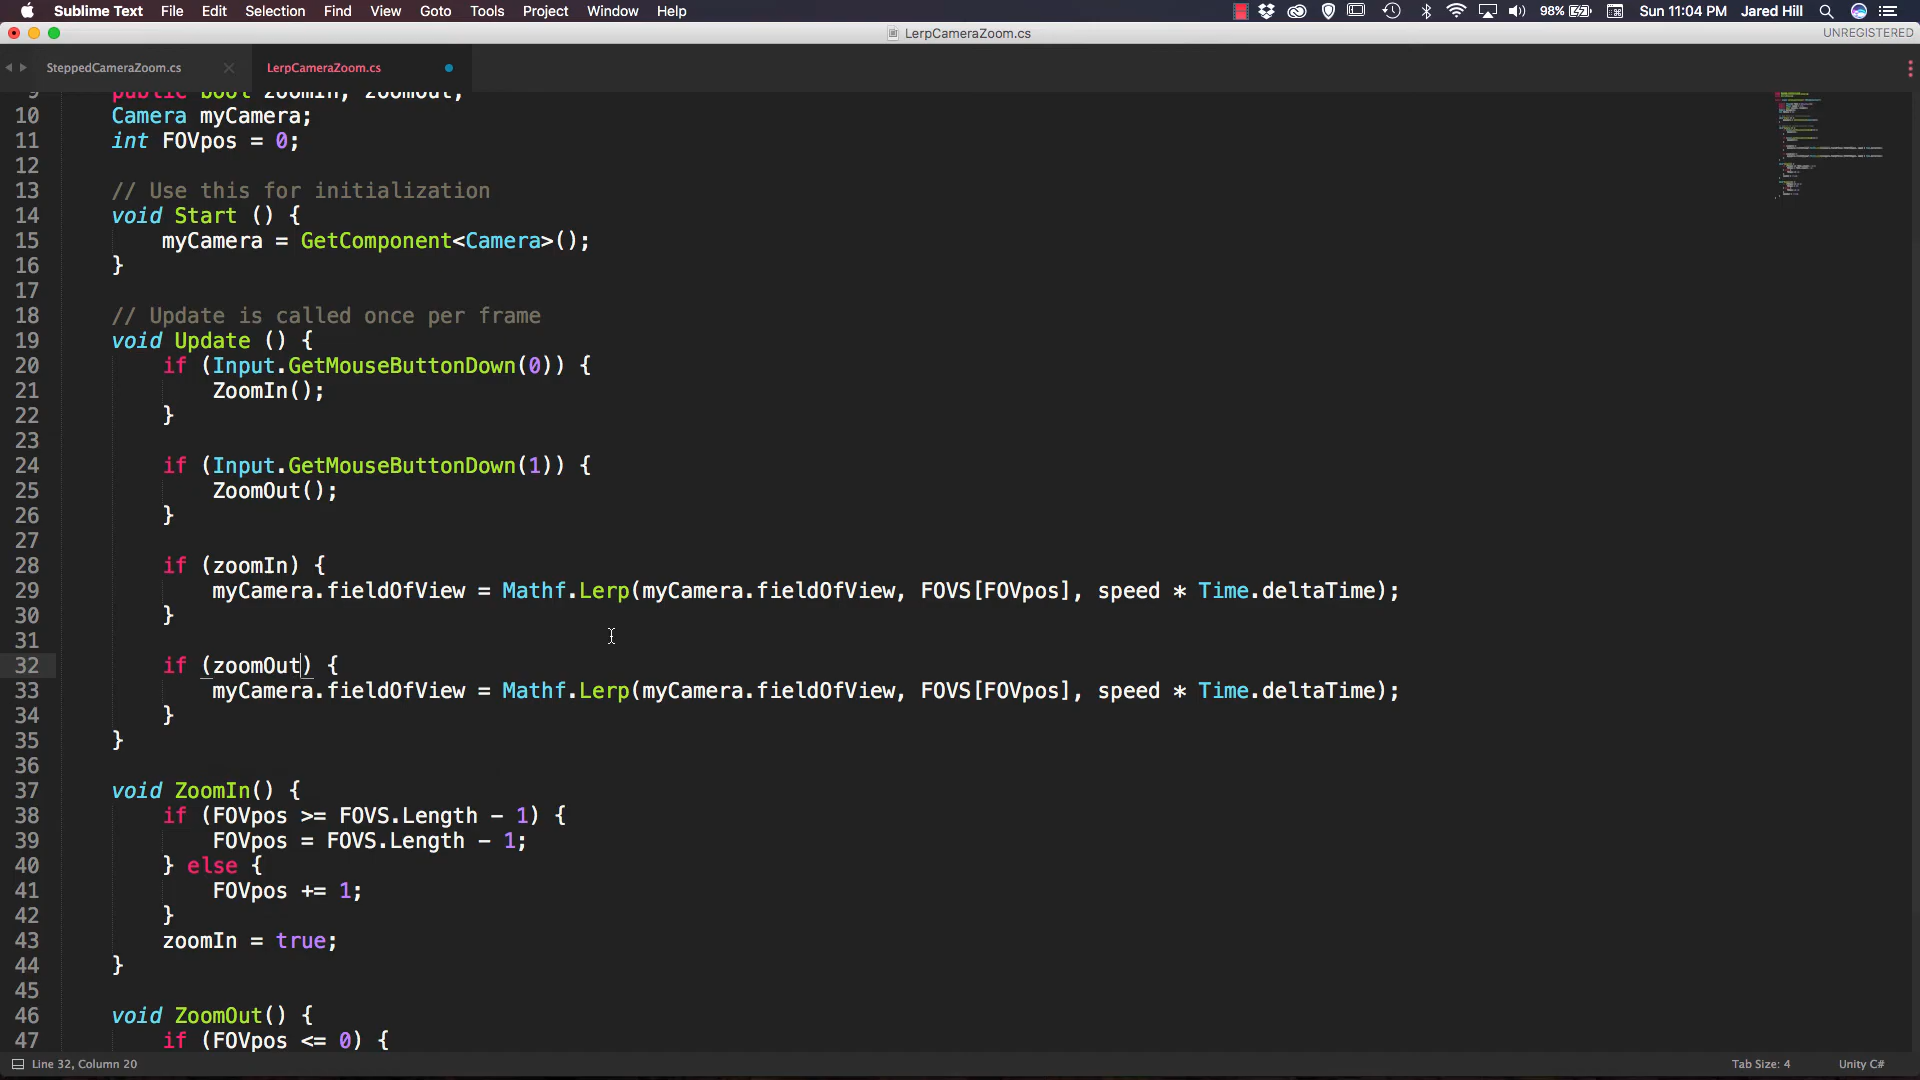 Sublime Text File Edit Selection Find View Goto Tools Project Window Help 98% Sun 11:04 PM Jared Hill
LerpCameraZoom.cs UNREGISTERED
SteppedCameraZoom.cs LerpCameraZoom.cs
9 public bool zoomIn, zoomOut;
10 Camera myCamera;
11 int FOVpos = 0;
12
13 // Use this for initialization
14 void Start () {
15 myCamera = GetComponent<Camera>();
16 }
17
18 // Update is called once per frame
19 void Update () {
20 if (Input.GetMouseButtonDown(0)) {
21 ZoomIn();
22 }
23
24 if (Input.GetMouseButtonDown(1)) {
25 ZoomOut();
26 }
27
28 if (zoomIn) {
29 myCamera.fieldOfView = Mathf.Lerp(myCamera.fieldOfView, FOVS[FOVpos], speed * Time.deltaTime);
30 }
31
32 if (zoomOut) {
33 myCamera.fieldOfView = Mathf.Lerp(myCamera.fieldOfView, FOVS[FOVpos], speed * Time.deltaTime);
34 }
35 }
36
37 void ZoomIn() {
38 if (FOVpos >= FOVS.Length - 1) {
39 FOVpos = FOVS.Length - 1;
40 } else {
41 FOVpos += 1;
42 }
43 zoomIn = true;
44 }
45
46 void ZoomOut() {
47 if (FOVpos <= 0) {
Line 32, Column 20 Tab Size: 4 Unity C#